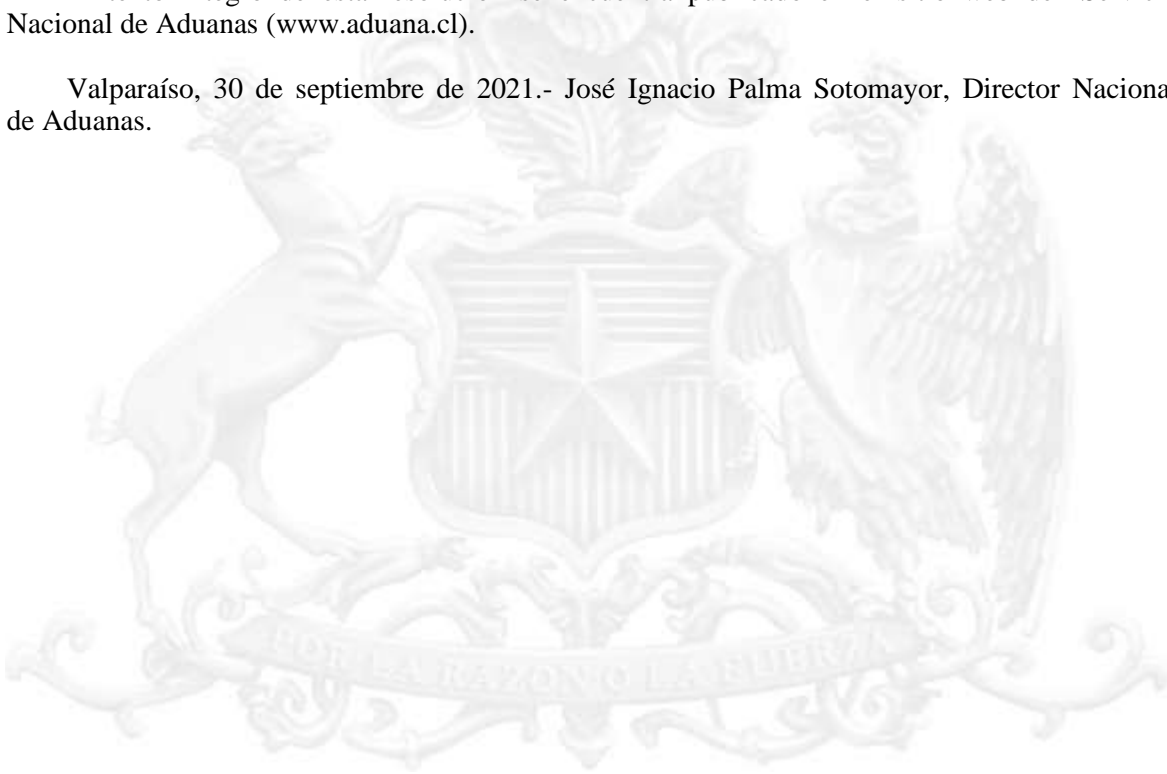 Nacional de Aduanas (www.aduana.cl).
Valparaíso, 30 de septiembre de 2021.- José Ignacio Palma Sotomayor, Director Naciona
de Aduanas.
POR LA RAZON O LA FUERZA